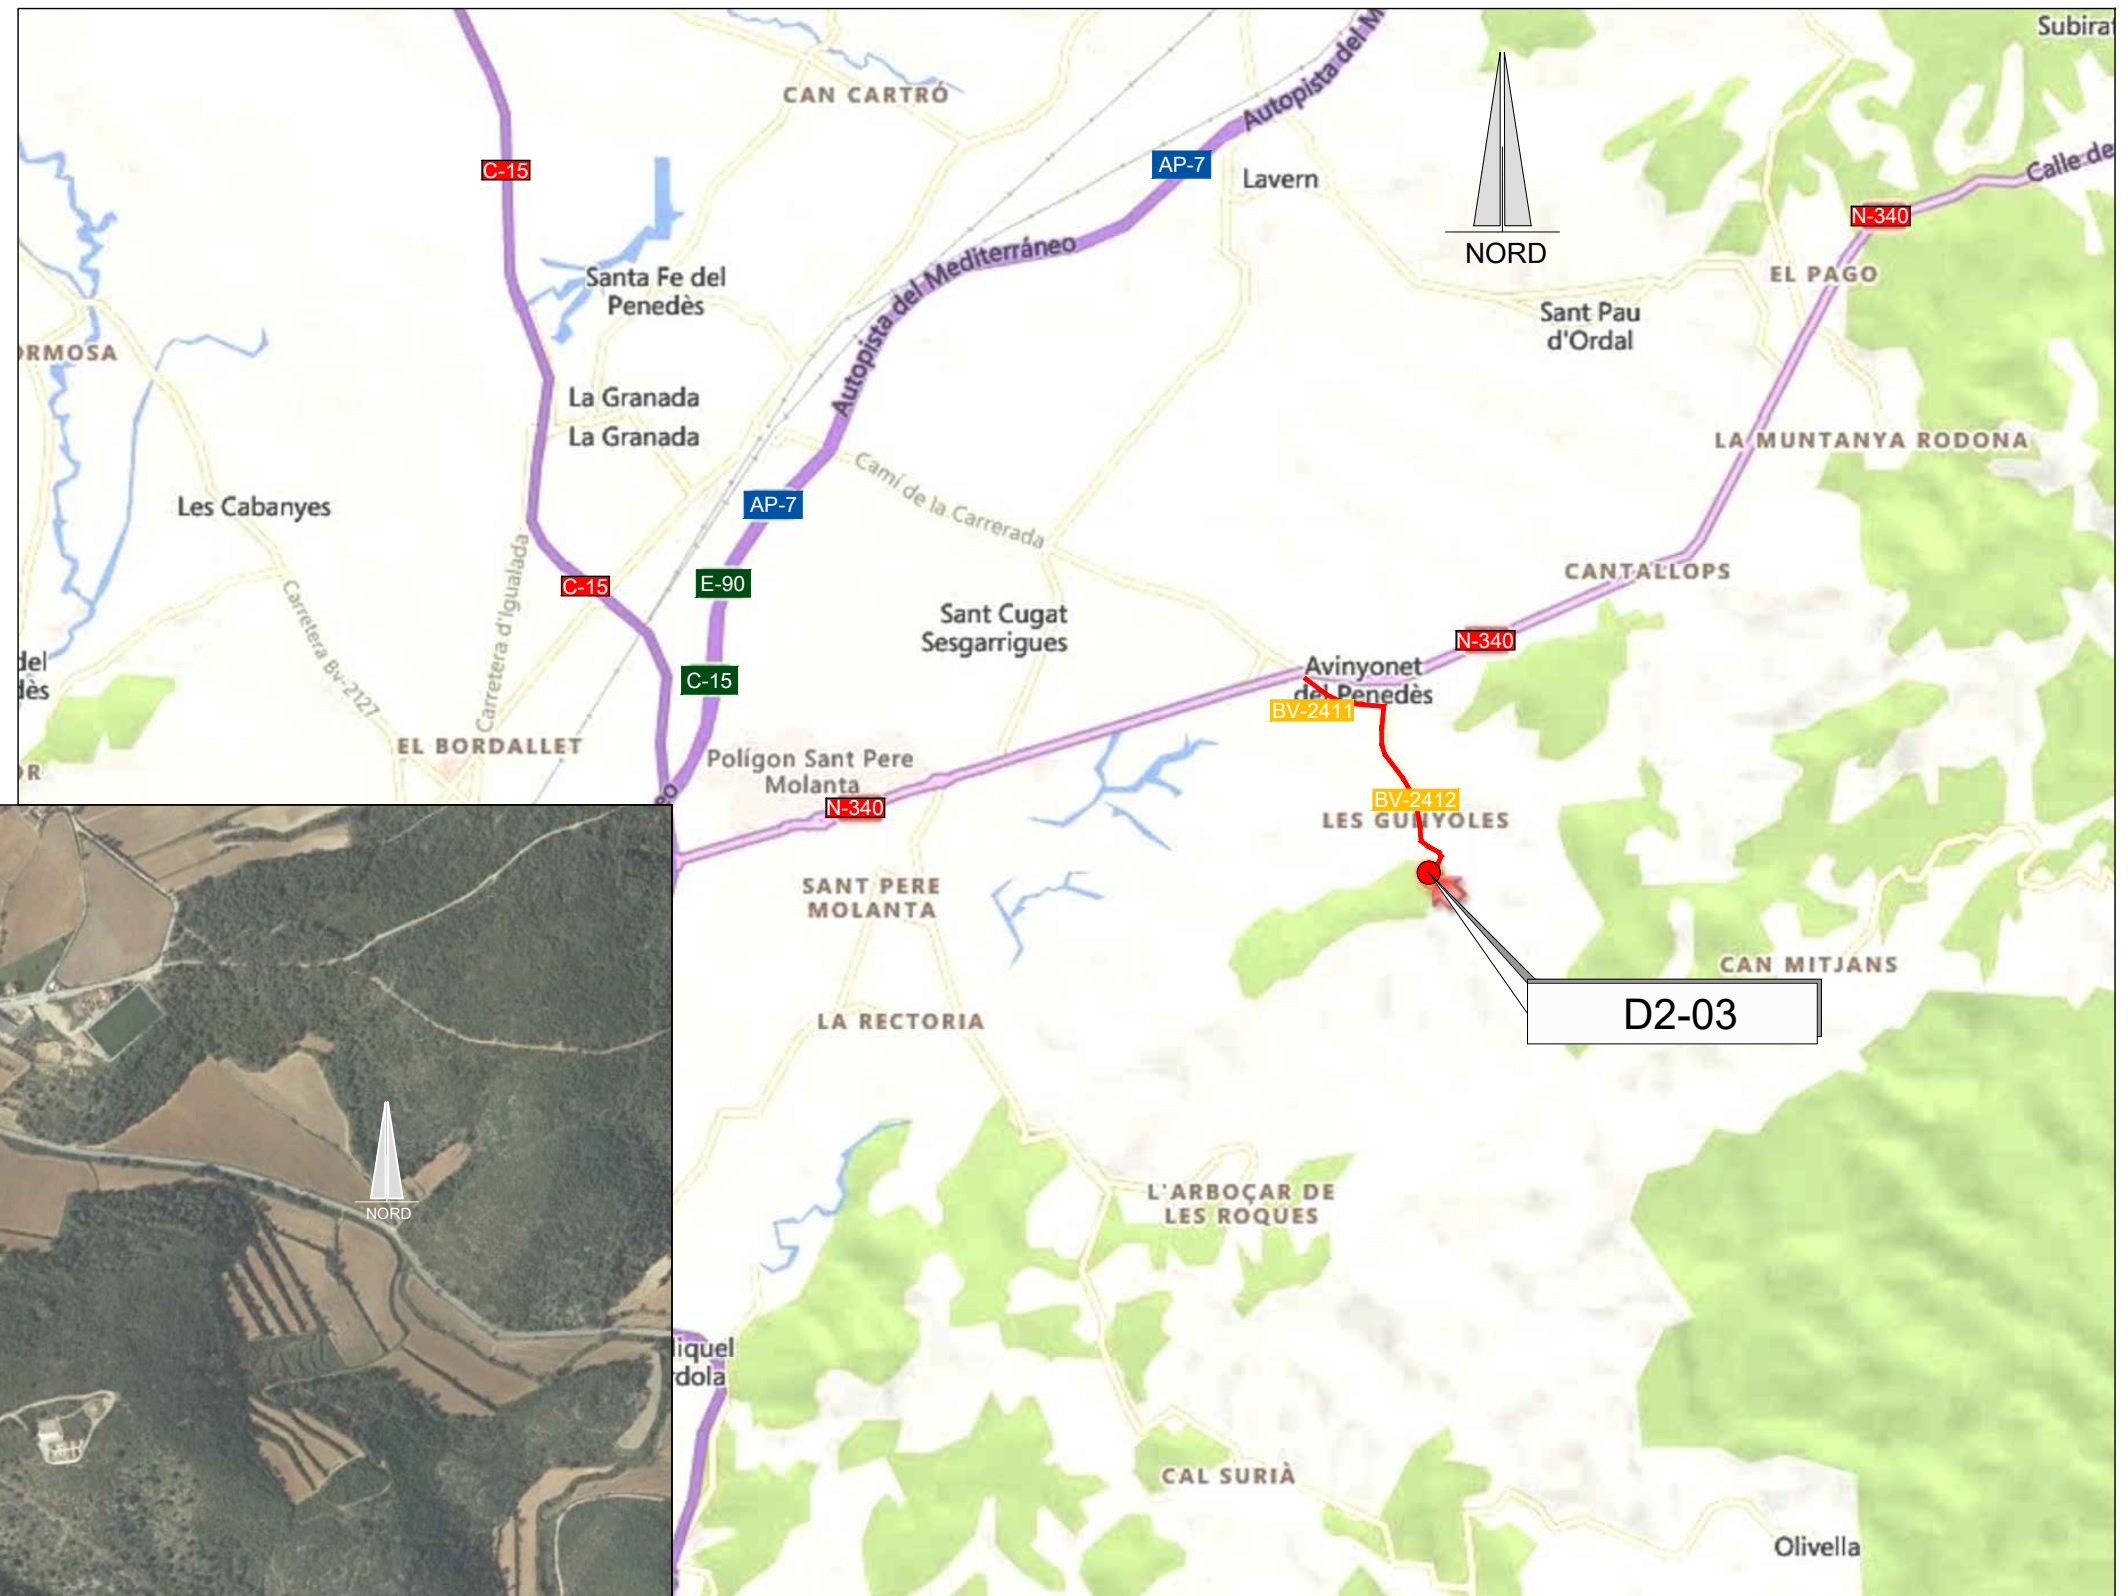 Subira
CAN CARTRÓ
Autopista del M
C-15
AP-7
Lavern
Calle de
N-340
NORD
Autopista del Mediterráneo
EL PAGO
Santa Fe del
Penedès
Sant Pau
d'Ordal
RMOSA
La Granada
La Granada
LA MUNTANYA RODONA
Camí de la Carrerada
Les Cabanyes
AP-7
Carretera d'Igualada
C-15
E-90
CANTALLOPS
Carretera Bv-2127
Sant Cugat
Sesgarrigues
N-340
del
dès
C-15
Avinyonet
del Penedès
BV-2411
EL BORDALLET
Polígon Sant Pere
Molanta
OR
eo
N-340
BV-2412
LES GUNYOLES
SANT PERE
MOLANTA
CAN MITJANS
D2-03
LA RECTORIA
NORD
L'ARBOÇAR DE
LES ROQUES
iquel
rdola
CAL SURIÀ
Olivella